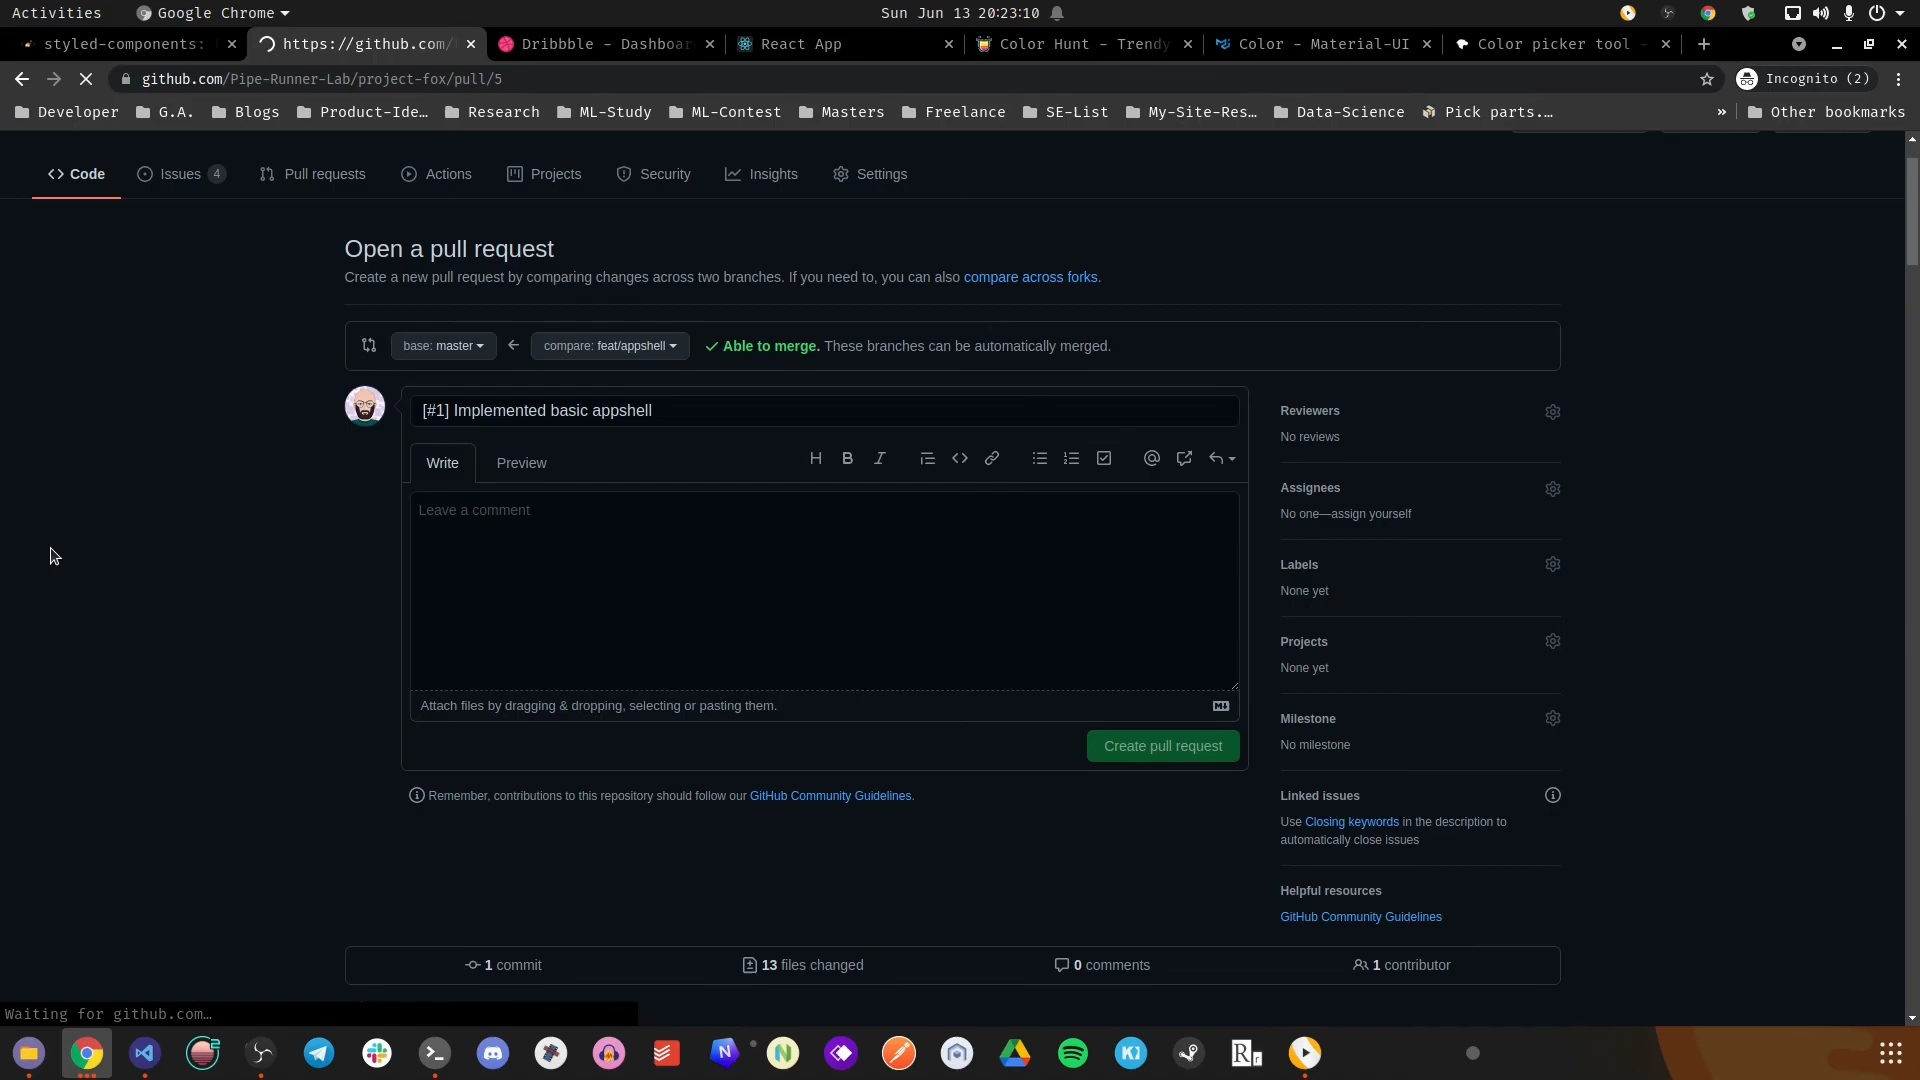 Activities
Google Chrome
Sun Jun 13 20:23:10
styled-components:
https://github.com/
Dribbble - Dashboar
React App
Color Hunt - Trendy
Color - Material-UI
Color picker tool -
github.com/Pipe-Runner-Lab/project-fox/pull/5
Incognito (2)
Developer
G.A.
Blogs
Product-Ide…
Research
ML-Study
ML-Contest
Masters
Freelance
SE-List
My-Site-Res…
Data-Science
Pick parts.…
»
Other bookmarks
Code
Issues 4
Pull requests
Actions
Projects
Security
Insights
Settings
Open a pull request
Create a new pull request by comparing changes across two branches. If you need to, you can also compare across forks.
base: master
compare: feat/appshell
Able to merge. These branches can be automatically merged.
[#1] Implemented basic appshell
Write
Preview
Leave a comment
Attach files by dragging & dropping, selecting or pasting them.
Create pull request
Remember, contributions to this repository should follow our GitHub Community Guidelines.
Reviewers
No reviews
Assignees
No one—assign yourself
Labels
None yet
Projects
None yet
Milestone
No milestone
Linked issues
Use Closing keywords in the description to
automatically close issues
Helpful resources
GitHub Community Guidelines
1 commit
13 files changed
0 comments
1 contributor
Waiting for github.com…